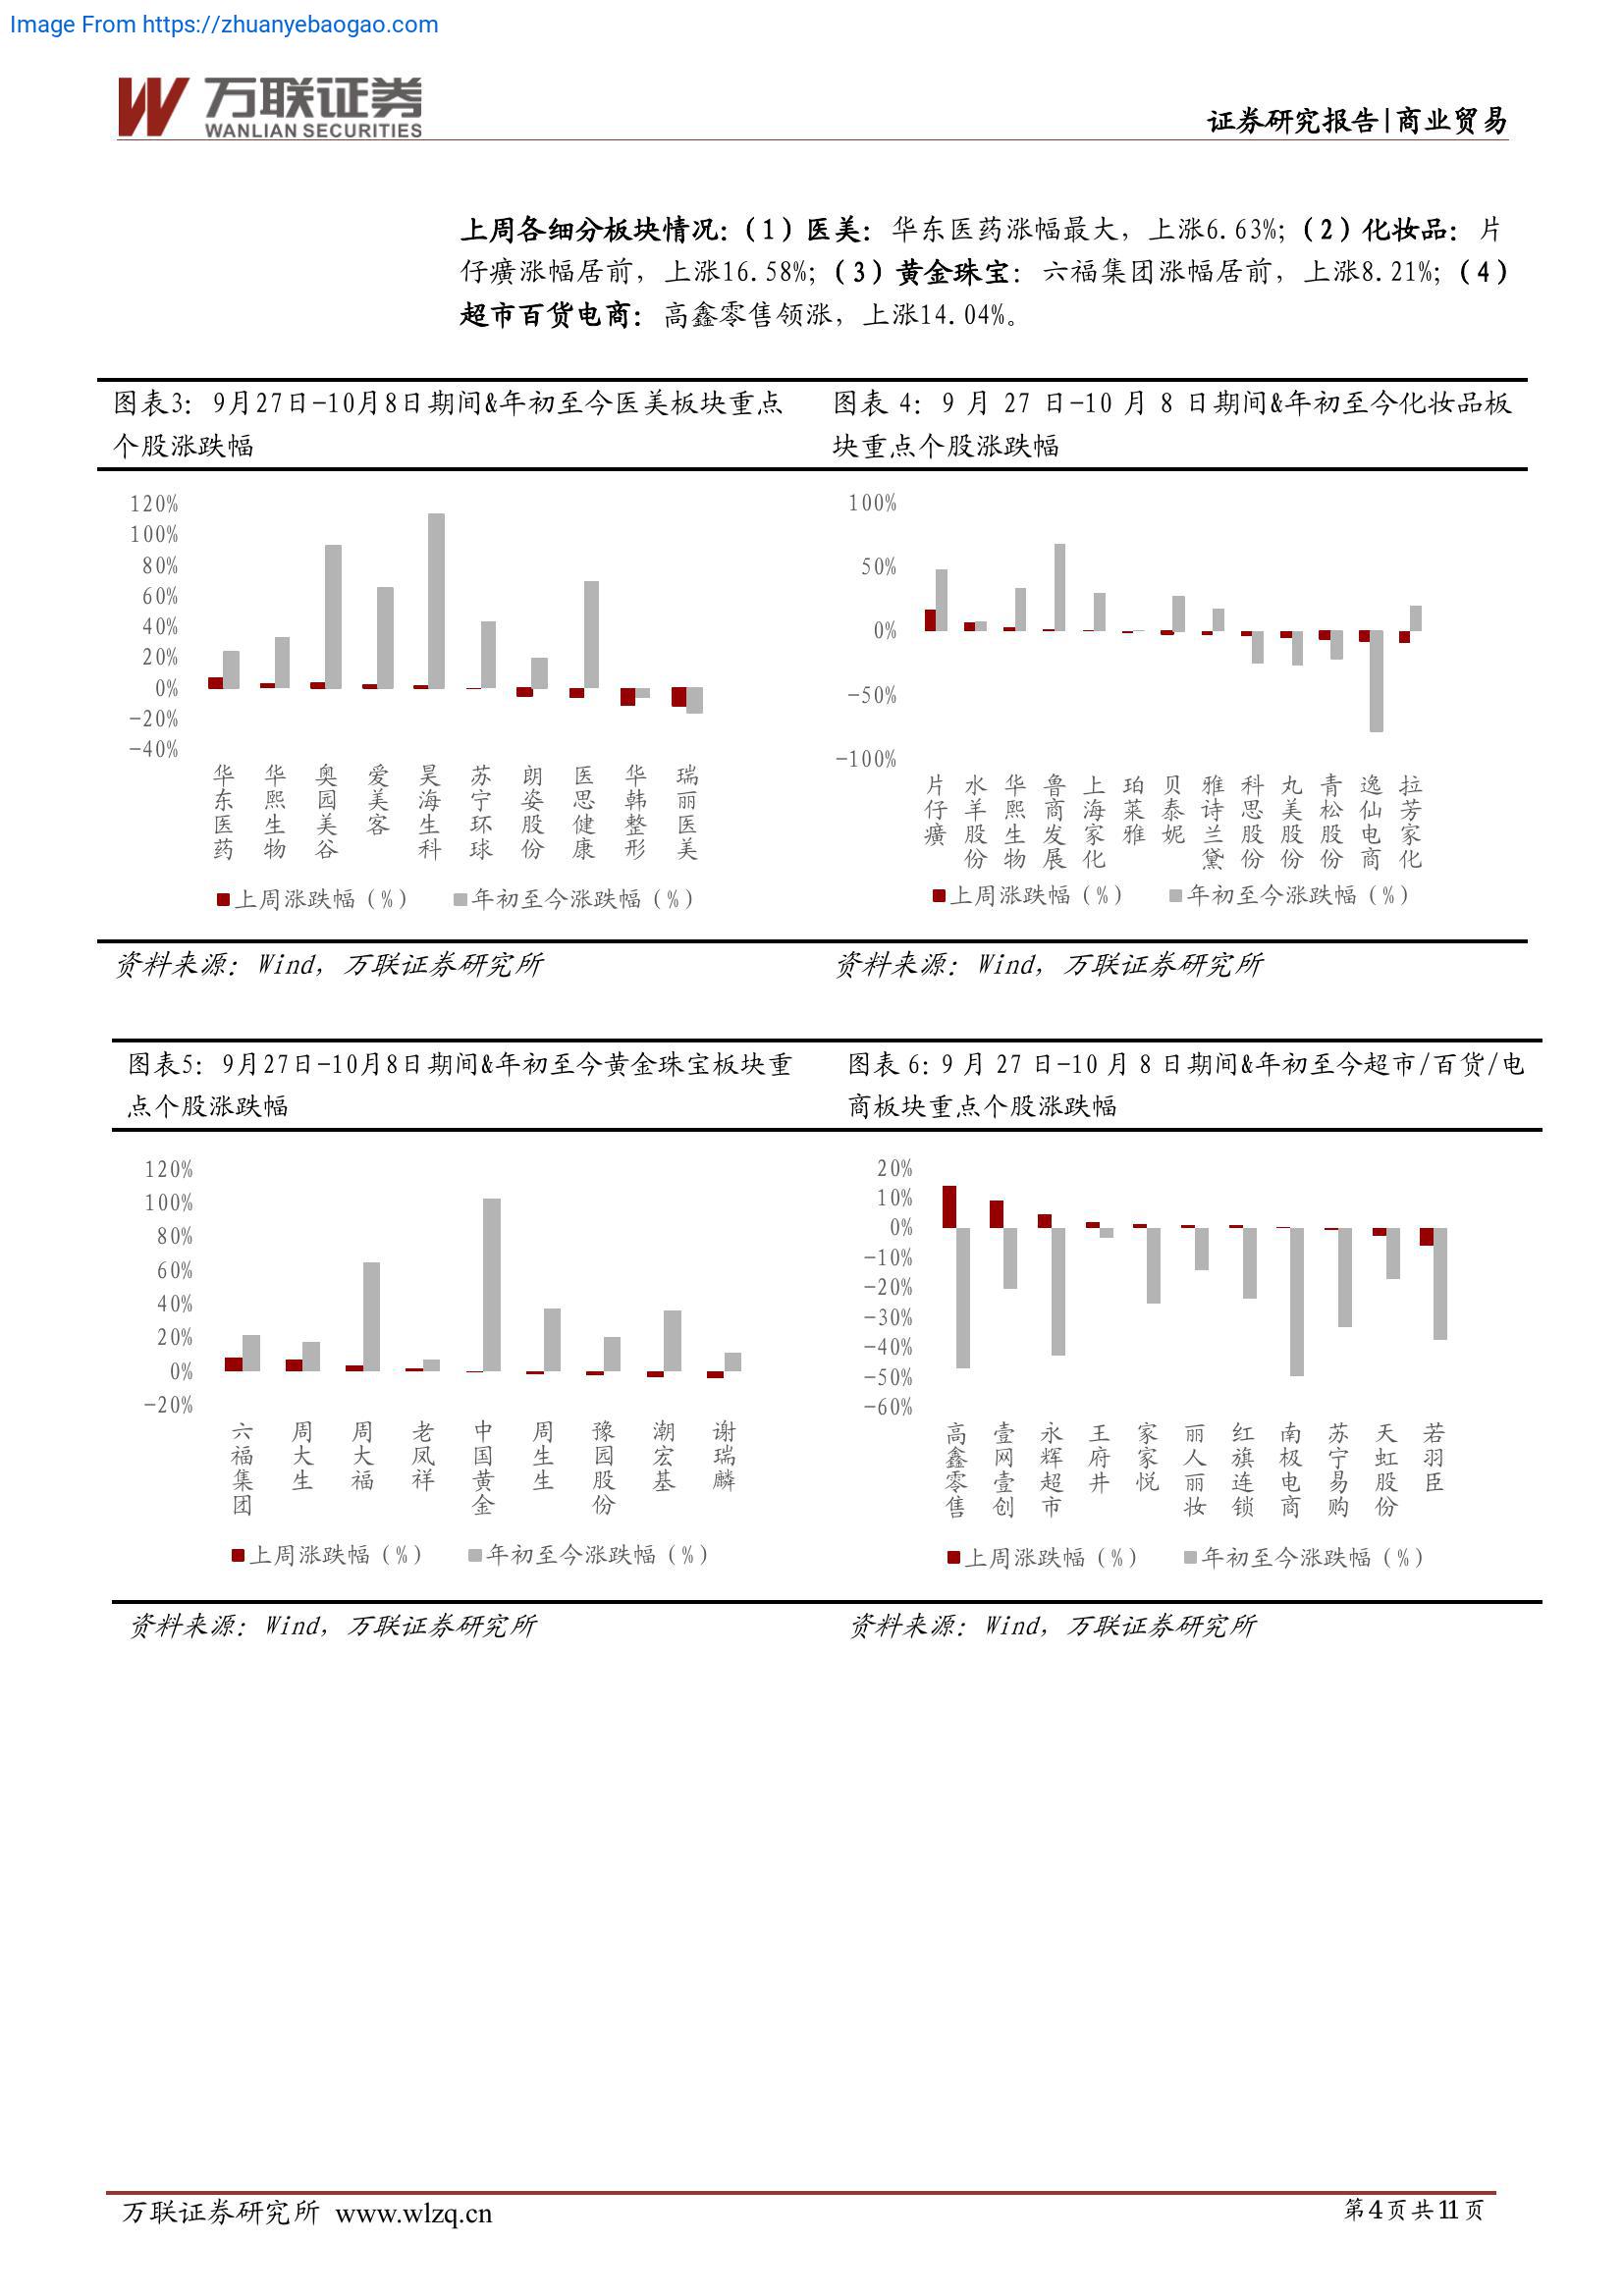 Image From https://zhuanyebaogao.com
万联证券
WANLIAN SECURITIES
证券研究报告|商业贸易
上周各细分板块情况：（1）医美：华东医药涨幅最大，上涨6.63%;（2）化妆品：片
仔癀涨幅居前，上涨16.58%;（3）黄金珠宝：六福集团涨幅居前，上涨8.21%;（4）
超市百货电商：高鑫零售领涨，上涨14.04%。
图表3：9月27日-10月8日期间&年初至今医美板块重点
个股涨跌幅
120%
100%
80%
60%
40%
20%
0%
-20%
-40%
华东医药
华熙生物
奥园美谷
爱美客
昊海生科
苏宁环球
朗姿股份
医思健康
华韩整形
瑞丽医美
上周涨跌幅（%）
年初至今涨跌幅（%）
资料来源：Wind，万联证券研究所
图表 4：9 月 27 日-10 月 8 日期间&年初至今化妆品板
块重点个股涨跌幅
100%
50%
0%
-50%
-100%
片仔癀
水羊股份
华熙生物
鲁商发展
上海家化
珀莱雅
贝泰妮
雅诗兰黛
科思股份
丸美股份
青松股份
逸仙电商
拉芳家化
上周涨跌幅（%）
年初至今涨跌幅（%）
资料来源：Wind，万联证券研究所
图表5：9月27日-10月8日期间&年初至今黄金珠宝板块重
点个股涨跌幅
120%
100%
80%
60%
40%
20%
0%
-20%
六福集团
周大生
周大福
老凤祥
中国黄金
周生生
豫园股份
潮宏基
谢瑞麟
上周涨跌幅（%）
年初至今涨跌幅（%）
资料来源：Wind，万联证券研究所
图表 6：9 月 27 日-10 月 8 日期间&年初至今超市/百货/电
商板块重点个股涨跌幅
20%
10%
0%
-10%
-20%
-30%
-40%
-50%
-60%
高鑫零售
壹网壹创
永辉超市
王府井
家家悦
丽人丽妆
红旗连锁
南极电商
苏宁易购
天虹股份
若羽臣
上周涨跌幅（%）
年初至今涨跌幅（%）
资料来源：Wind，万联证券研究所
万联证券研究所 www.wlzq.cn
第4页共11页